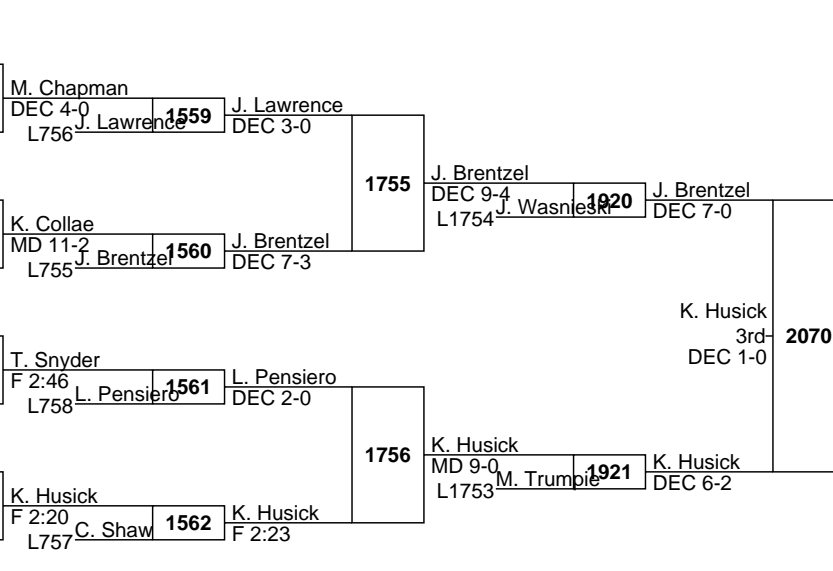 M. Chapman
DEC 4-0
L756
J. Lawrence
1559
J. Lawrence
DEC 3-0
1755
J. Brentzel
DEC 9-4
L1754
J. Wasnieski
1920
J. Brentzel
DEC 7-0
K. Collae
MD 11-2
L755
J. Brentzel
1560
J. Brentzel
DEC 7-3
K. Husick
3rd
DEC 1-0
2070
T. Snyder
F 2:46
L758
L. Pensiero
1561
L. Pensiero
DEC 2-0
1756
K. Husick
MD 9-0
L1753
M. Trumpie
1921
K. Husick
DEC 6-2
K. Husick
F 2:20
L757
C. Shaw
1562
K. Husick
F 2:23